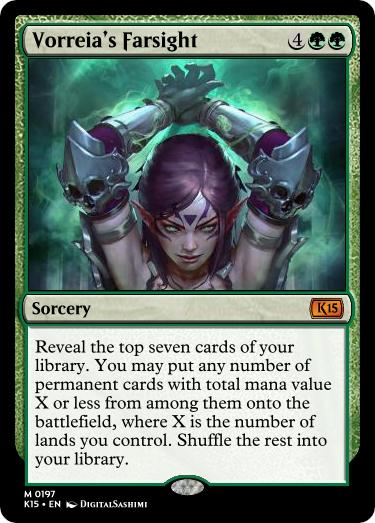 Vorreia's Farsight 4
Sorcery K15
Reveal the top seven cards of your
library. You may put any number of
permanent cards with total mana value
X or less from among them onto the
battlefield, where X is the number of
lands you control. Shuffle the rest into
your library.
M 0197
K15 • EN DigitalSashimi